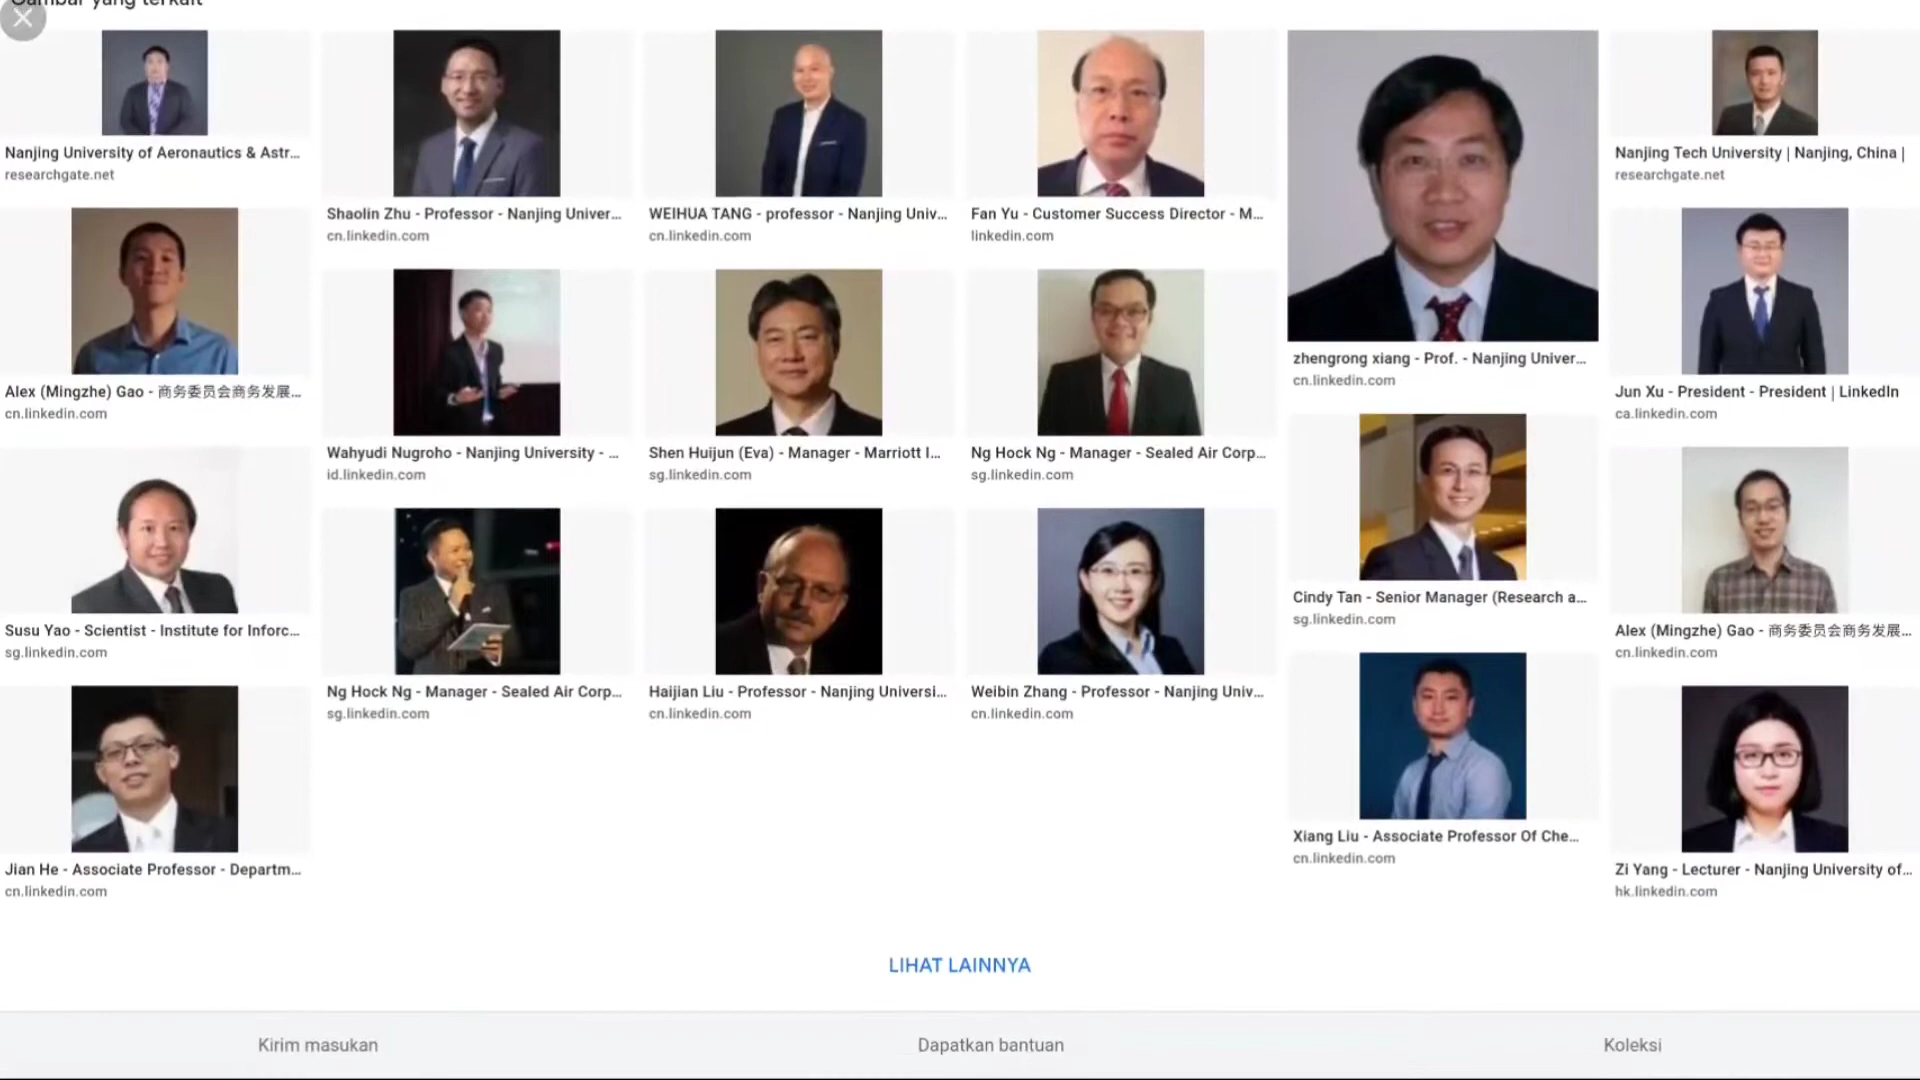 Gambar yang terkait
Nanjing University of Aeronautics & Astr...
researchgate.net
Alex (Mingzhe) Gao - 商务委员会商务发展...
cn.linkedin.com
Susu Yao - Scientist - Institute for Inforc...
sg.linkedin.com
Jian He - Associate Professor - Departm...
cn.linkedin.com
Shaolin Zhu - Professor - Nanjing Univer...
cn.linkedin.com
Wahyudi Nugroho - Nanjing University - ...
id.linkedin.com
Ng Hock Ng - Manager - Sealed Air Corp...
sg.linkedin.com
WEIHUA TANG - professor - Nanjing Univ...
cn.linkedin.com
Shen Huijun (Eva) - Manager - Marriott I...
sg.linkedin.com
Haijian Liu - Professor - Nanjing Universi...
cn.linkedin.com
Fan Yu - Customer Success Director - M...
linkedin.com
Ng Hock Ng - Manager - Sealed Air Corp...
sg.linkedin.com
Weibin Zhang - Professor - Nanjing Univ...
cn.linkedin.com
zhengrong xiang - Prof. - Nanjing Univer...
cn.linkedin.com
Cindy Tan - Senior Manager (Research a...
sg.linkedin.com
Xiang Liu - Associate Professor Of Che...
cn.linkedin.com
Nanjing Tech University | Nanjing, China |
researchgate.net
Jun Xu - President - President | LinkedIn
ca.linkedin.com
Alex (Mingzhe) Gao - 商务委员会商务发展...
cn.linkedin.com
Zi Yang - Lecturer - Nanjing University of...
hk.linkedin.com
LIHAT LAINNYA
Kirim masukan
Dapatkan bantuan
Koleksi